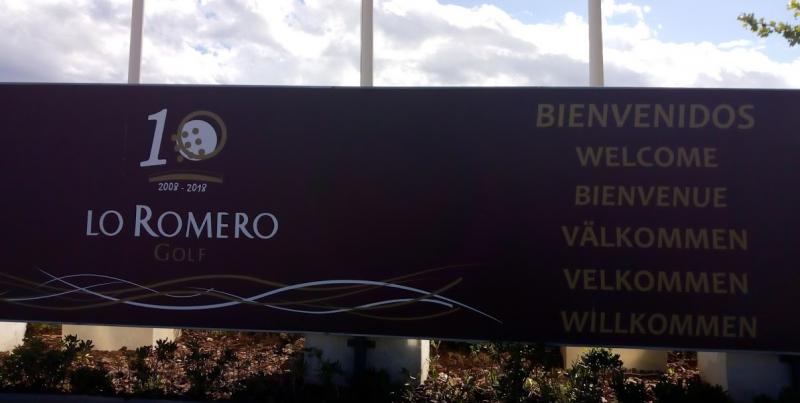 10
2008 - 2018
LO ROMERO
GOLF
BIENVENIDOS
WELCOME
BIENVENUE
VÄLKOMMEN
VELKOMMEN
WILLKOMMEN